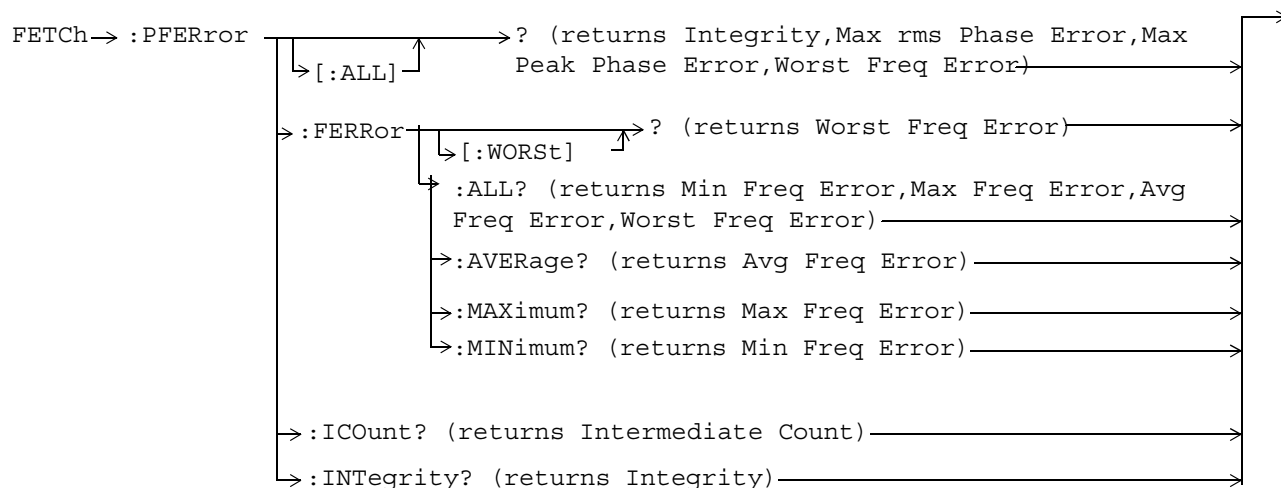 FETCh :PFERror ? (returns Integrity,Max rms Phase Error,Max
[:ALL] Peak Phase Error,Worst Freq Error)
:FERRor ? (returns Worst Freq Error)
[:WORSt]
:ALL? (returns Min Freq Error,Max Freq Error,Avg
Freq Error,Worst Freq Error)
:AVERage? (returns Avg Freq Error)
:MAXimum? (returns Max Freq Error)
:MINimum? (returns Min Freq Error)
:ICOunt? (returns Intermediate Count)
:INTegrity? (returns Integrity)